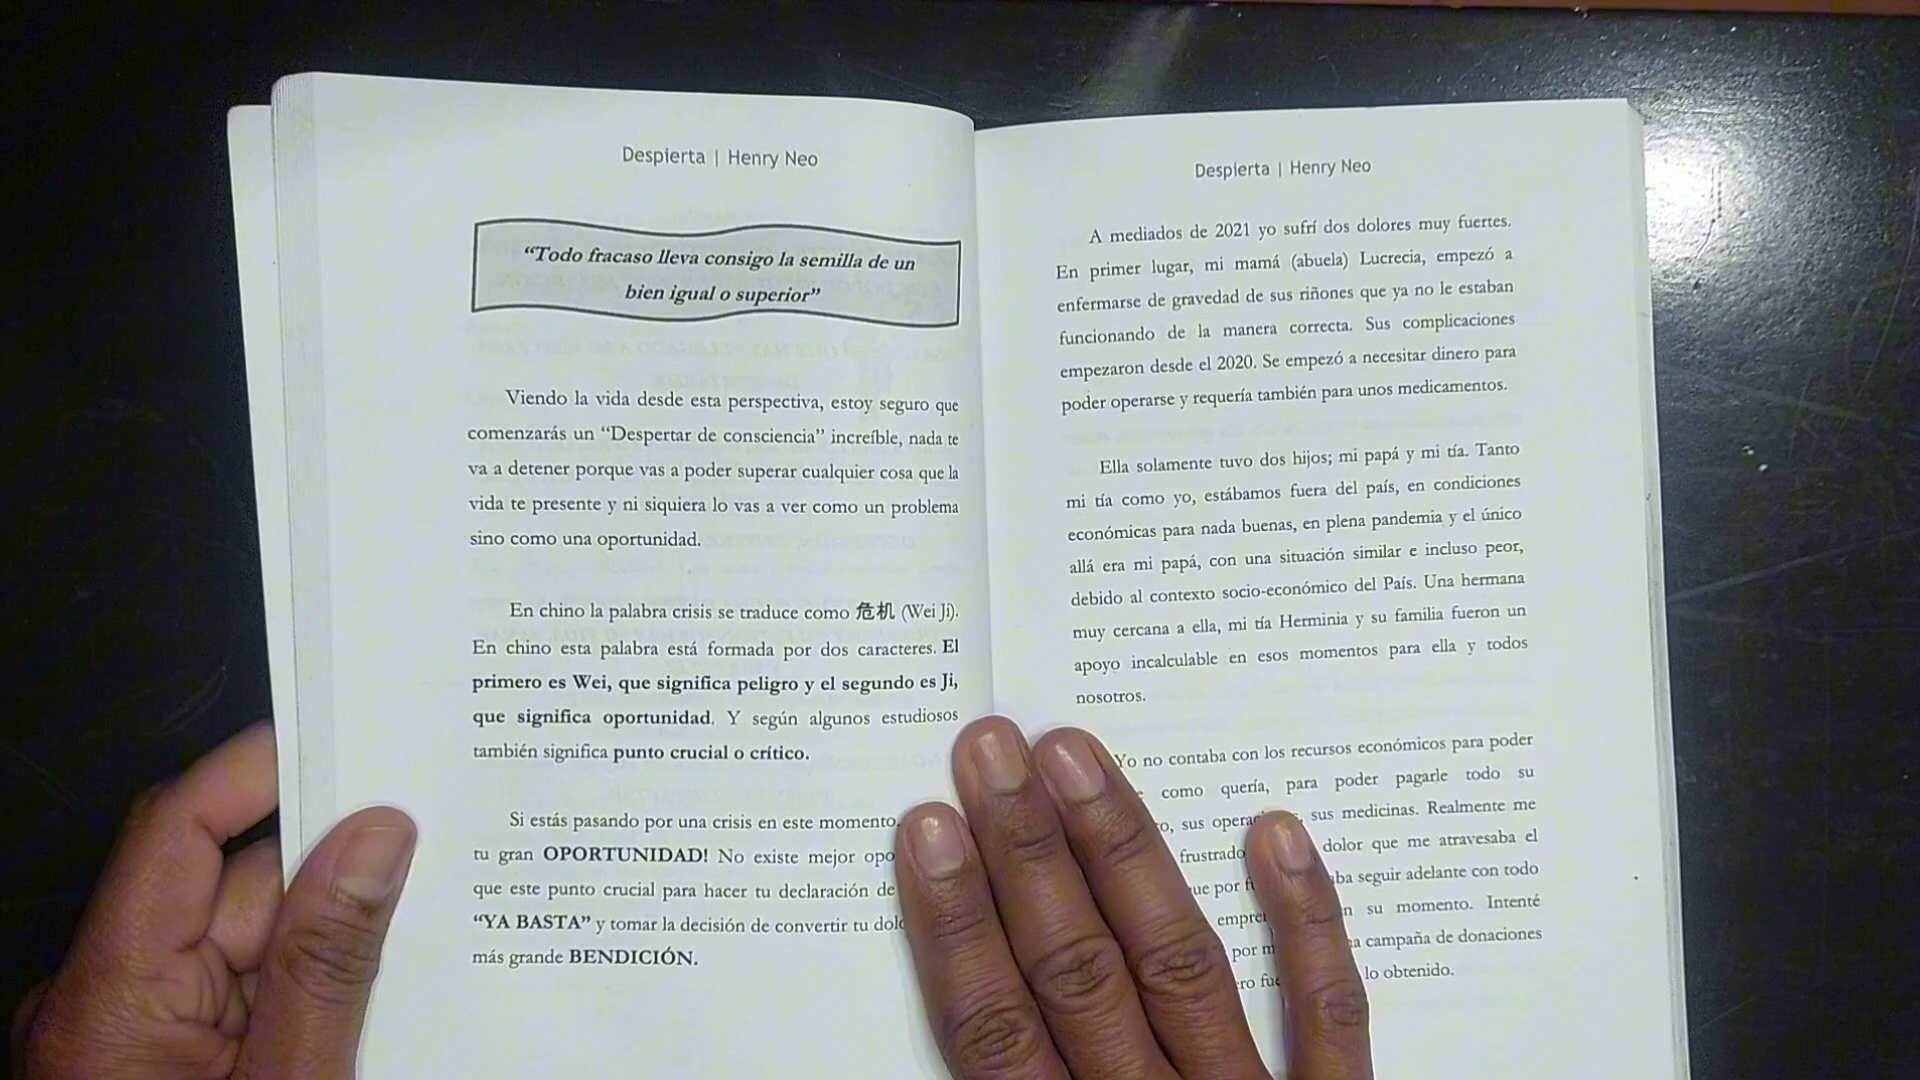 Despierta | Henry Neo
“Todo fracaso lleva consigo la semilla de un
bien igual o superior”
Viendo la vida desde esta perspectiva, estoy seguro que
comenzarás un “Despertar de consciencia” increíble, nada te
va a detener porque vas a poder superar cualquier cosa que la
vida te presente y ni siquiera lo vas a ver como un problema
sino como una oportunidad.
En chino la palabra crisis se traduce como 危机 (Wei Ji).
En chino esta palabra está formada por dos caracteres. El
primero es Wei, que significa peligro y el segundo es Ji,
que significa oportunidad. Y según algunos estudiosos
también significa punto crucial o crítico.
Si estás pasando por una crisis en este momento
tu gran OPORTUNIDAD! No existe mejor
que este punto crucial para hacer tu declaración de
“YA BASTA” y tomar la decisión de convertir tu
más grande BENDICIÓN.
Despierta | Henry Neo
A mediados de 2021 yo sufrí dos dolores muy fuertes.
En primer lugar, mi mamá (abuela) Lucrecia, empezó a
enfermarse de gravedad de sus riñones que ya no le estaban
funcionando de la manera correcta. Sus complicaciones
empezaron desde el 2020. Se empezó a necesitar dinero para
poder operarse y requería también para unos medicamentos.
Ella solamente tuvo dos hijos; mi papá y mi tía. Tanto
mi tía como yo, estábamos fuera del país, en condiciones
económicas para nada buenas, en plena pandemia y el único
allá era mi papá, con una situación similar e incluso peor,
debido al contexto socio-económico del País. Una hermana
muy cercana a ella, mi tía Herminia y su familia fueron un
apoyo incalculable en esos momentos para ella y todos
nosotros.
Yo no contaba con los recursos económicos para poder
como quería, para poder pagarle todo su
sus sus medicinas. Realmente me
frustrado dolor que me atravesaba el
por seguir adelante con todo
su momento. Intenté
por campaña de donaciones
lo obtenido.